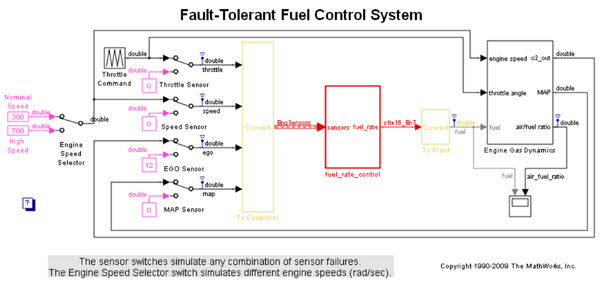 Fault-Tolerant Fuel Control System
double
Throttle
Command
double
double
throttle
0
Throttle Sensor
Nominal
Speed
300
double
700
double
High
Speed
Engine
Speed
Selector
double
double
double
speed
0
Speed Sensor
double
double
ego
12
EGO Sensor
double
double
map
0
MAP Sensor
Convert
To Controller
EngSensors
sensors
fuel_rate
fuel_rate_control
sfix16_En7
Convert
To Plant
double
fuel
engine speed
o2_out
throttle angle
MAP
fuel
air/fuel ratio
Engine Gas Dynamics
double
double
double
fuel
air_fuel_ratio
?
The sensor switches simulate any combination of sensor failures.
The Engine Speed Selector switch simulates different engine speeds (rad/sec).
Copyright 1990-2009 The MathWorks, Inc.